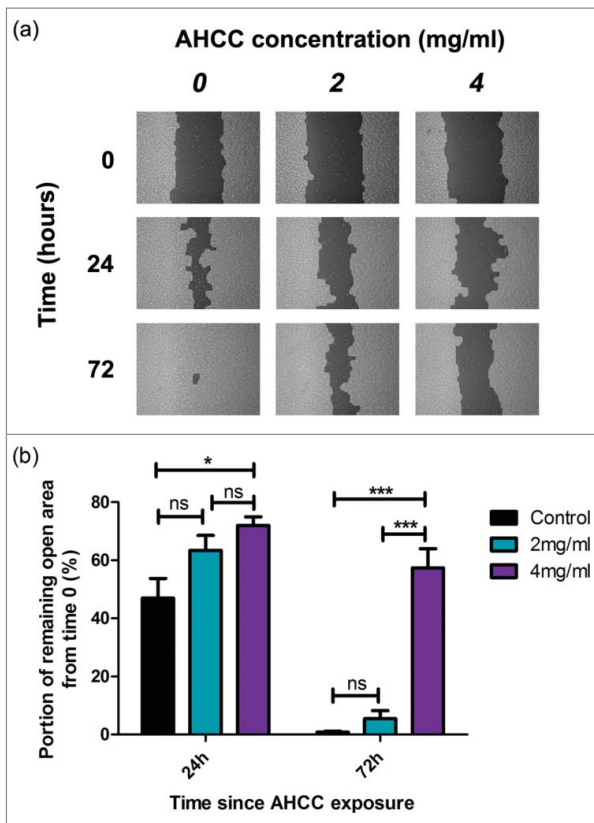 (a)
AHCC concentration (mg/ml)
0 2 4
Time (hours)
0
24
72
(b)
*
ns ns
***
***
ns
Control
2mg/ml
4mg/ml
Portion of remaining open area
from time 0 (%)
80
60
40
20
0
24h 72h
Time since AHCC exposure